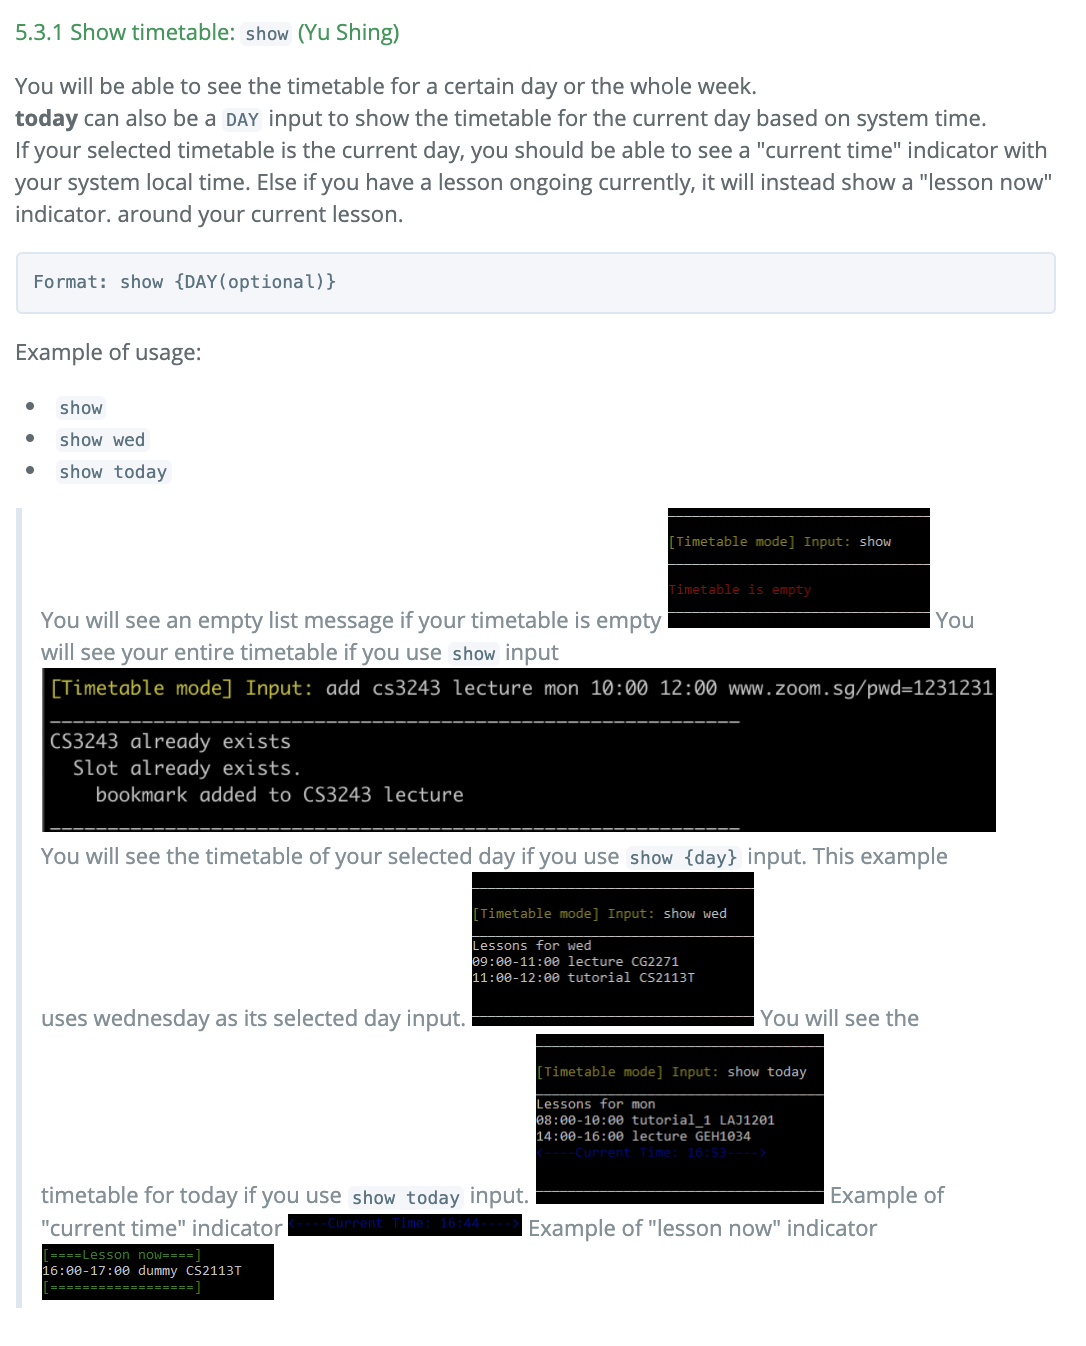 5.3.1 Show timetable: show (Yu Shing)
You will be able to see the timetable for a certain day or the whole week.
today can also be a DAY input to show the timetable for the current day based on system time.
If your selected timetable is the current day, you should be able to see a "current time" indicator with
your system local time. Else if you have a lesson ongoing currently, it will instead show a "lesson now"
indicator. around your current lesson.
Format: show {DAY(optional)}
Example of usage:
• show
• show wed
• show today
[Timetable mode] Input: show
Timetable is empty
You will see an empty list message if your timetable is empty You
will see your entire timetable if you use show input
[Timetable mode] Input: add cs3243 lecture mon 10:00 12:00 www.zoom.sg/pwd=1231231
CS3243 already exists
Slot already exists.
bookmark added to CS3243 lecture
You will see the timetable of your selected day if you use show {day} input. This example
[Timetable mode] Input: show wed
Lessons for wed
09:00-11:00 lecture CG2271
11:00-12:00 tutorial CS2113T
uses wednesday as its selected day input. You will see the
[Timetable mode] Input: show today
Lessons for mon
08:00-10:00 tutorial_1 LAJ1201
14:00-16:00 lecture GEH1034
<----Current Time: 16:53---->
timetable for today if you use show today input. Example of
"current time" indicator <----Current Time: 16:44----> Example of "lesson now" indicator
[====Lesson now====]
16:00-17:00 dummy CS2113T
[==================]